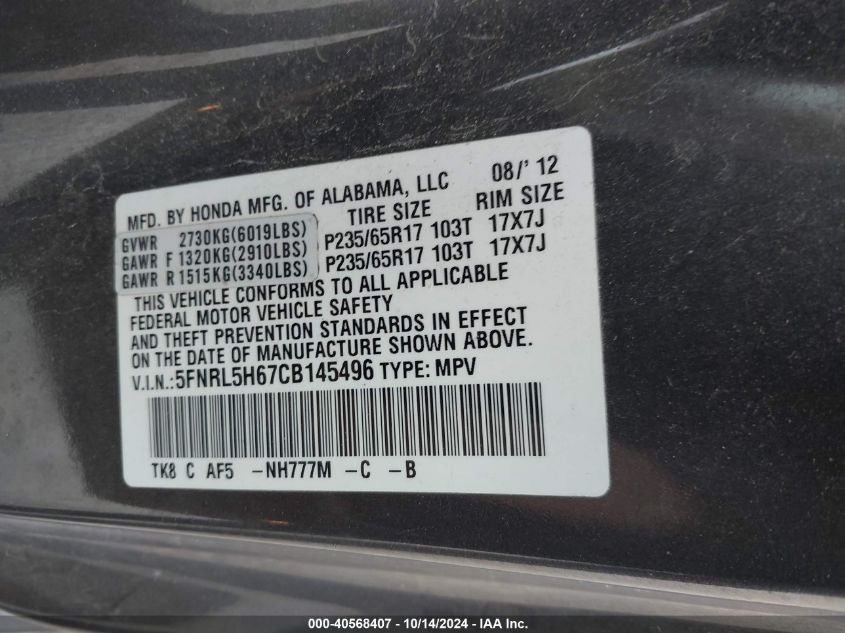 MFD. BY HONDA MFG. OF ALABAMA, LLC 08/' 12
TIRE SIZE RIM SIZE
GVWR 2730KG(6019LBS)
GAWR F 1320KG(2910LBS) P235/65R17 103T 17X7J
GAWR R 1515KG(3340LBS) P235/65R17 103T 17X7J
THIS VEHICLE CONFORMS TO ALL APPLICABLE
FEDERAL MOTOR VEHICLE SAFETY
AND THEFT PREVENTION STANDARDS IN EFFECT
ON THE DATE OF MANUFACTURE SHOWN ABOVE.
V.I.N.:5FNRL5H67CB145496 TYPE: MPV
TK8 C AF5 -NH777M -C -B
000-40568407 - 10/14/2024 - IAA Inc.